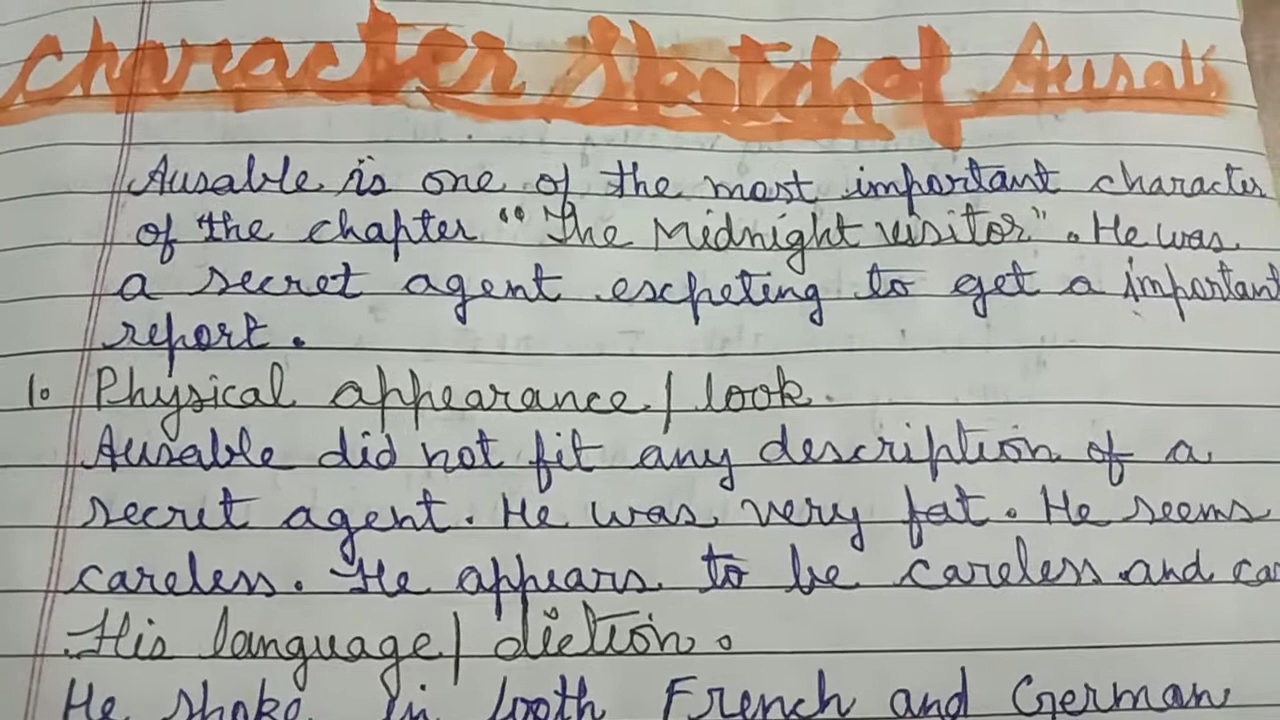 Character Sketch of Ausabl
Ausable is one of the most important character
of the chapter "The Midnight visitor". He was
a secret agent escpeting to get a important
report.
1. Physical appearance / look.
Ausable did not fit any description of a
secret agent. He was very fat. He seems
careless. He appears to be careless and ca
His language / diction.
He spoke in both French and German